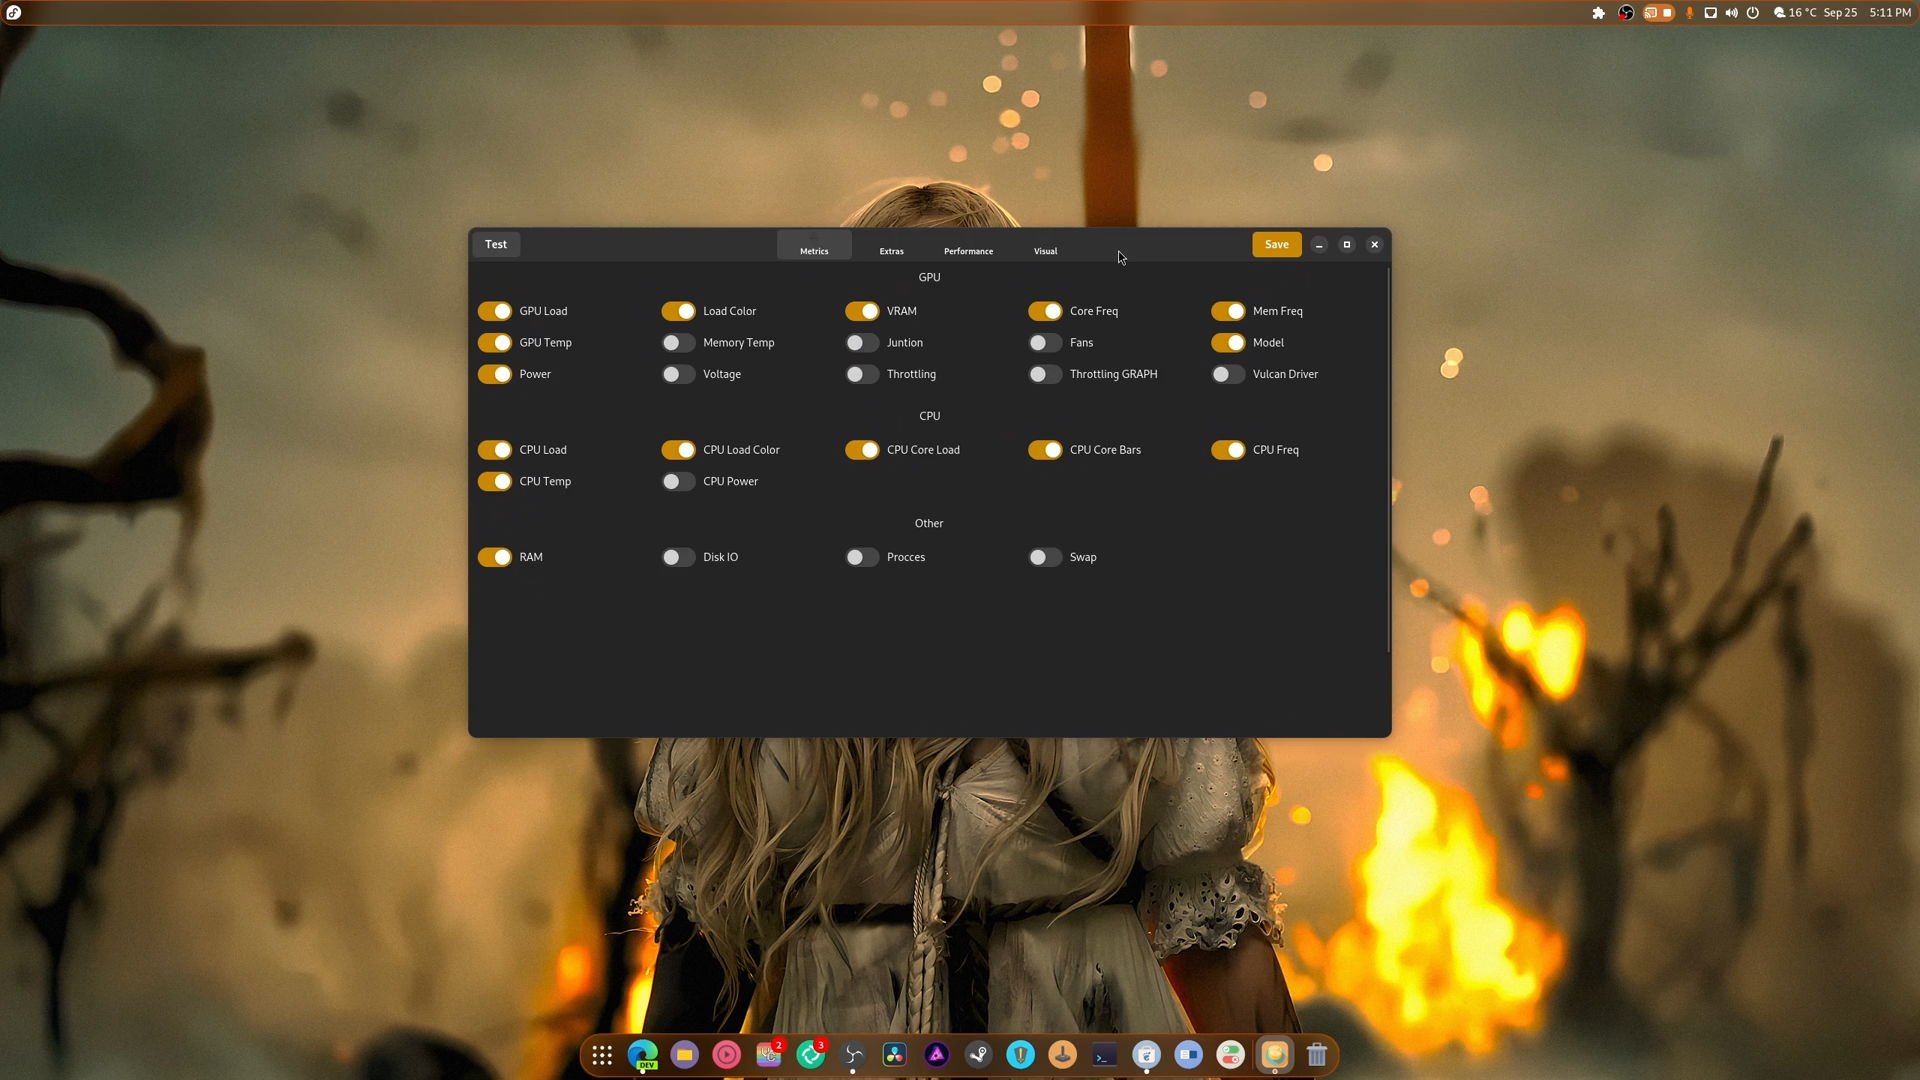 16 °C Sep 25 5:11 PM
Test Metrics Extras Performance Visual Save
GPU
GPU Load Load Color VRAM Core Freq Mem Freq
GPU Temp Memory Temp Juntion Fans Model
Power Voltage Throttling Throttling GRAPH Vulcan Driver
CPU
CPU Load CPU Load Color CPU Core Load CPU Core Bars CPU Freq
CPU Temp CPU Power
Other
RAM Disk IO Procces Swap
2 3
DEV